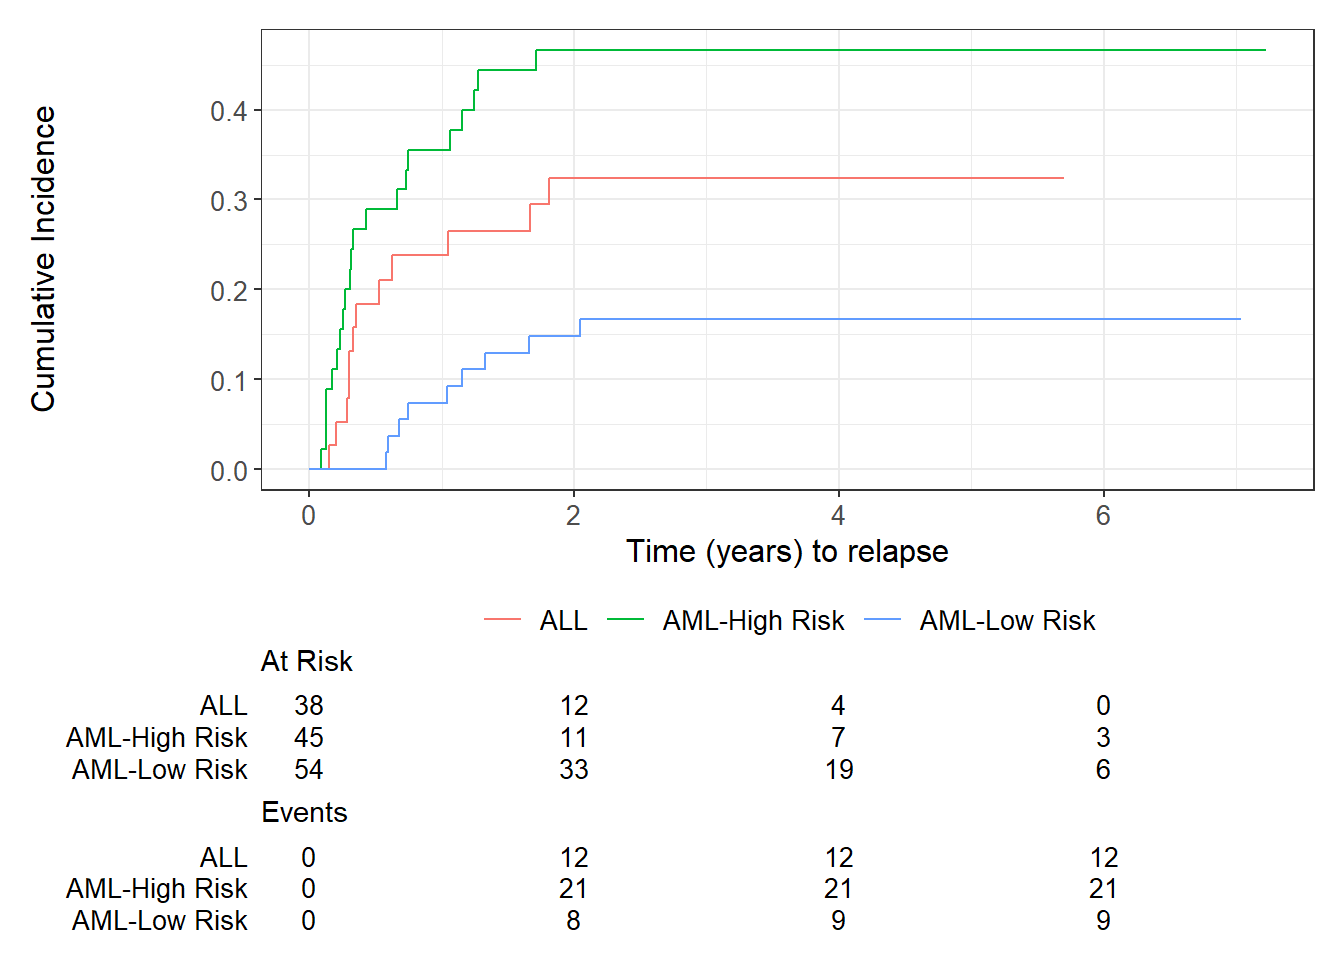 Cumulative Incidence
0.4
0.3
0.2
0.1
0.0
0 2 4 6
Time (years) to relapse
ALL AML-High Risk AML-Low Risk
At Risk
ALL 38 12 4 0
AML-High Risk 45 11 7 3
AML-Low Risk 54 33 19 6
Events
ALL 0 12 12 12
AML-High Risk 0 21 21 21
AML-Low Risk 0 8 9 9